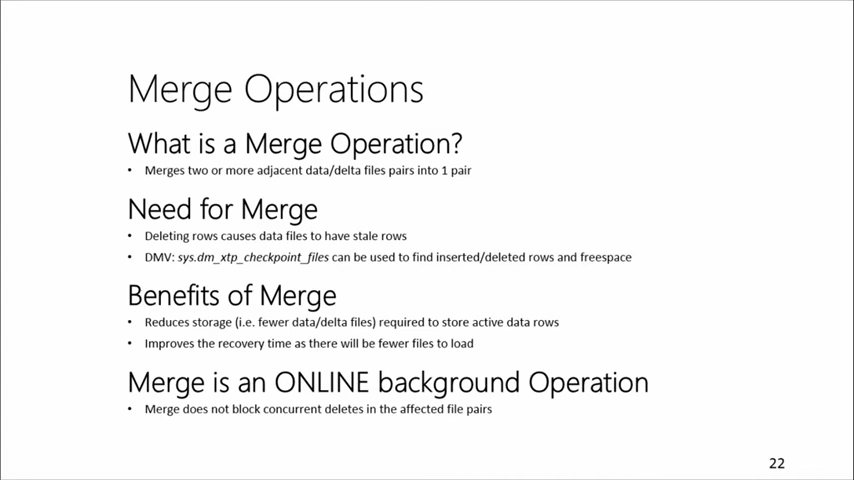 Merge Operations
What is a Merge Operation?
• Merges two or more adjacent data/delta files pairs into 1 pair
Need for Merge
• Deleting rows causes data files to have stale rows
• DMV: sys.dm_xtp_checkpoint_files can be used to find inserted/deleted rows and freespace
Benefits of Merge
• Reduces storage (i.e. fewer data/delta files) required to store active data rows
• Improves the recovery time as there will be fewer files to load
Merge is an ONLINE background Operation
• Merge does not block concurrent deletes in the affected file pairs
22